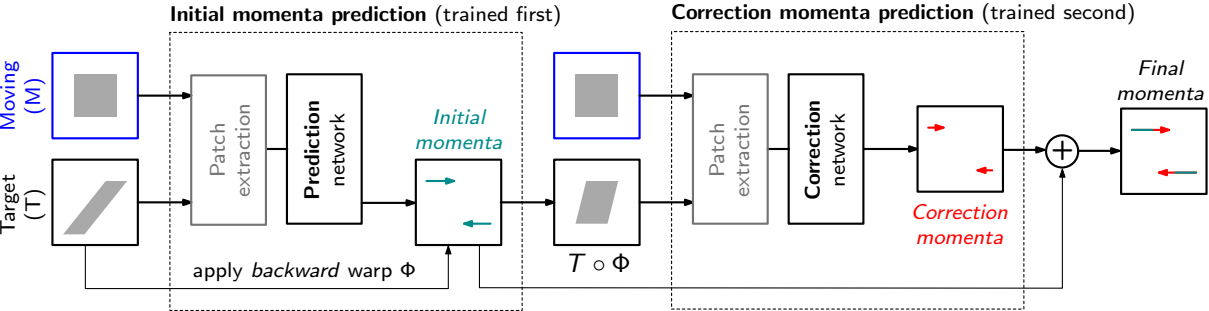 Initial momenta prediction (trained first)
Correction momenta prediction (trained second)
Moving
(M)
Target
(T)
Patch
extraction
Prediction
network
Initial
momenta
apply backward warp Φ
T ∘ Φ
Patch
extraction
Correction
network
Correction
momenta
+
Final
momenta